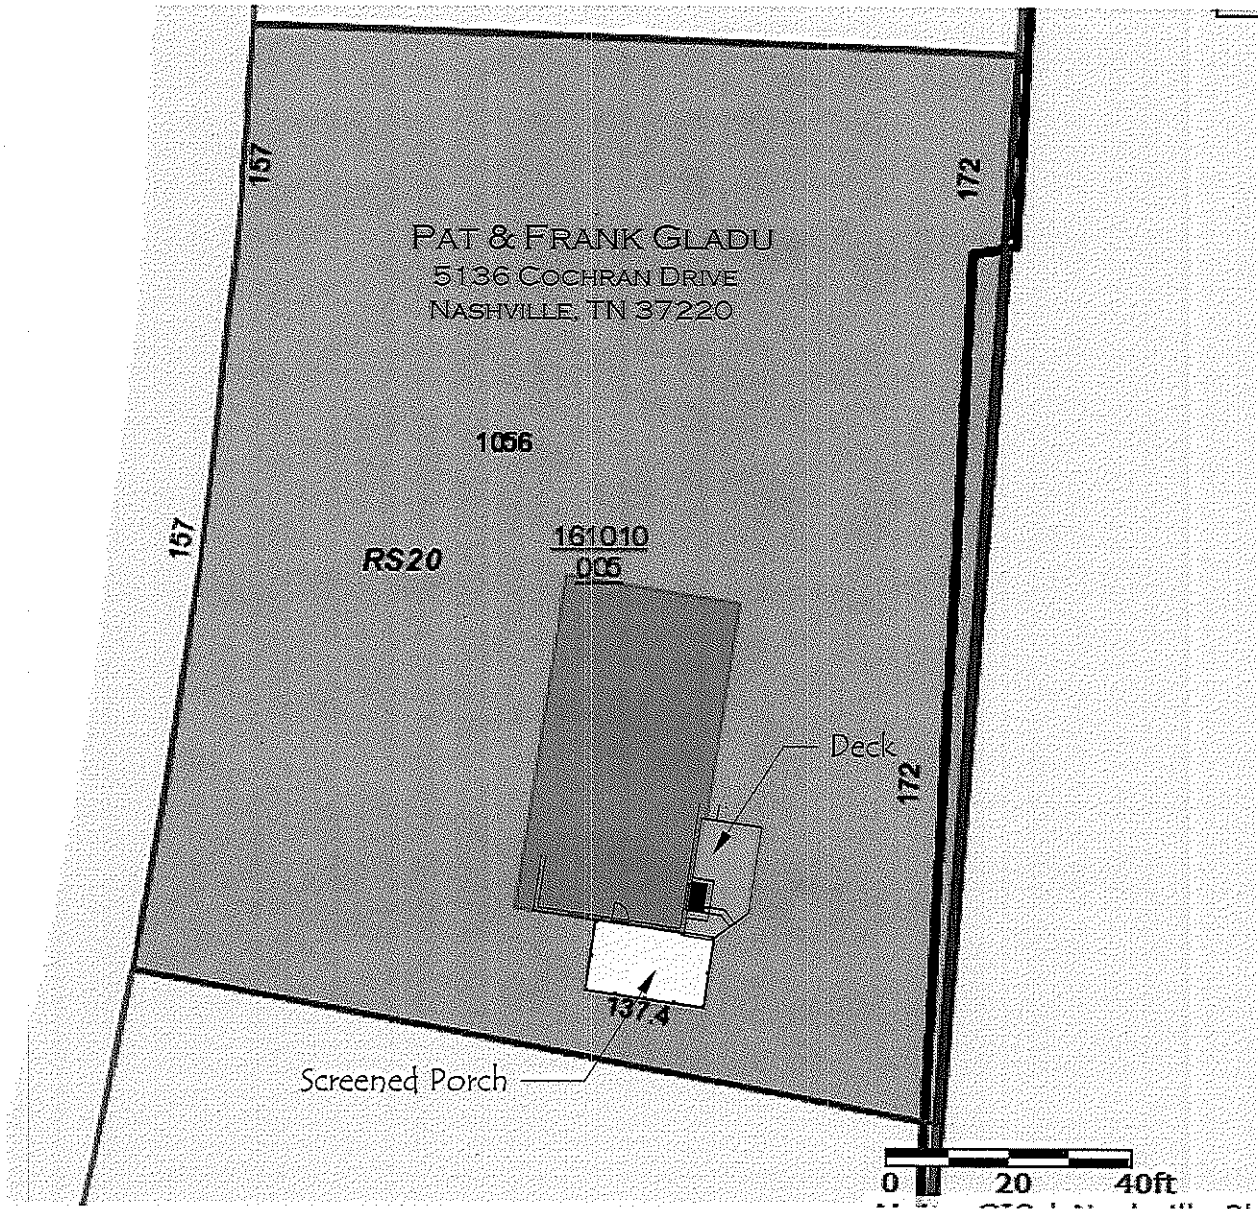 157
172
PAT & FRANK GLADU
5136 COCHRAN DRIVE
NASHVILLE, TN 37220
1056
157
RS20
161010
005
Deck
172
137.4
Screened Porch
0 20 40ft